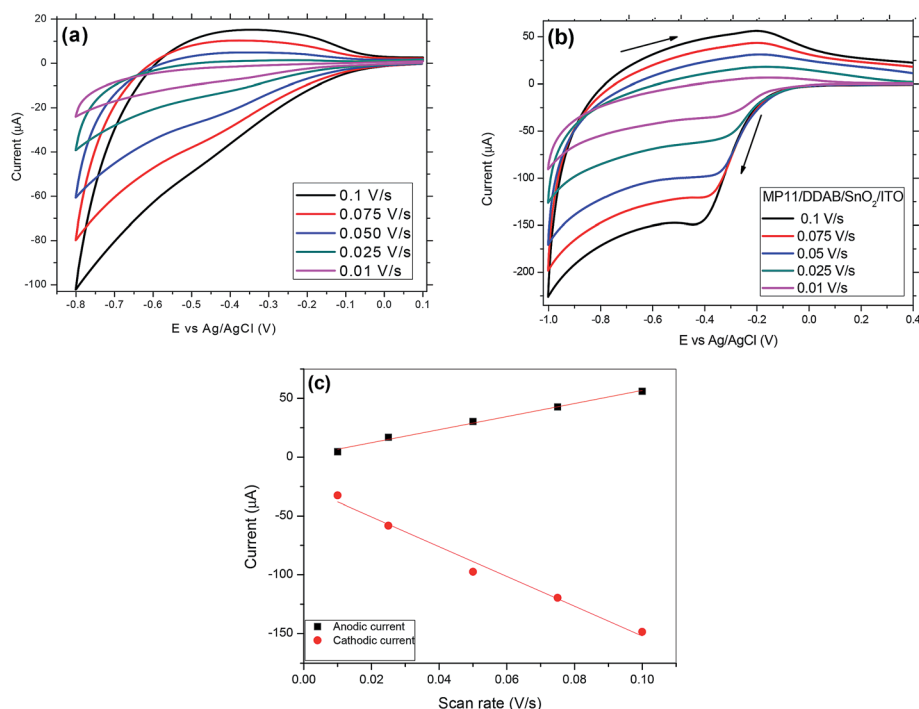 (a)
20
0
-20
-40
-60
-80
-100
Current (µA)
0.1 V/s
0.075 V/s
0.050 V/s
0.025 V/s
0.01 V/s
-0.8 -0.7 -0.6 -0.5 -0.4 -0.3 -0.2 -0.1 0.0 0.1
E vs Ag/AgCl (V)
(b)
50
0
-50
-100
-150
-200
Current (µA)
MP11/DDAB/SnO2/ITO
0.1 V/s
0.075 V/s
0.05 V/s
0.025 V/s
0.01 V/s
-1.0 -0.8 -0.6 -0.4 -0.2 0.0 0.2 0.4
E vs Ag/AgCl (V)
(c)
50
0
-50
-100
-150
Current (µA)
Anodic current
Cathodic current
0.00 0.02 0.04 0.06 0.08 0.10
Scan rate (V/s)